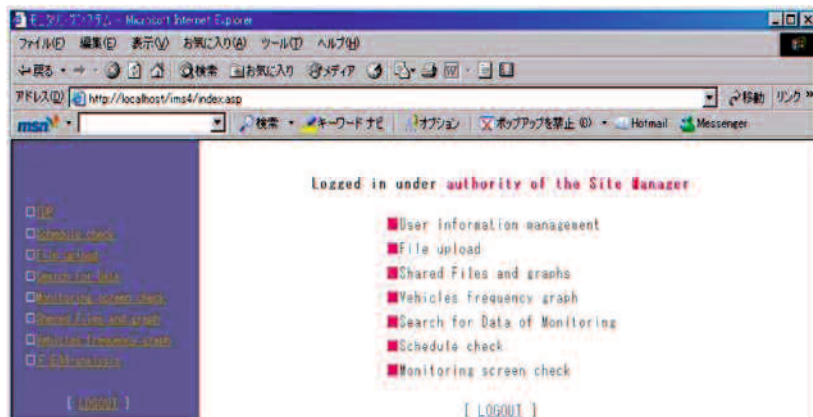 モニタリングシステム - Microsoft Internet Explorer
ファイル(F) 編集(E) 表示(V) お気に入り(A) ツール(T) ヘルプ(H)
戻る 検索 お気に入り メディア
アドレス(D) http://localhost/ims4/index.asp 移動 リンク »
msn 検索 キーワード ナビ オプション ポップアップを禁止 Hotmail Messenger
Logged in under authority of the Site Manager
□TOP
□Schedule check
□File upload
□Search for Data
□Monitoring screen check
□Shared Files and graph
□Vehicles frequency graph
[ LOGOUT ]
■User information management
■File upload
■Shared Files and graphs
■Vehicles frequency graph
■Search for Data of Monitoring
■Schedule check
■Monitoring screen check
[ LOGOUT ]